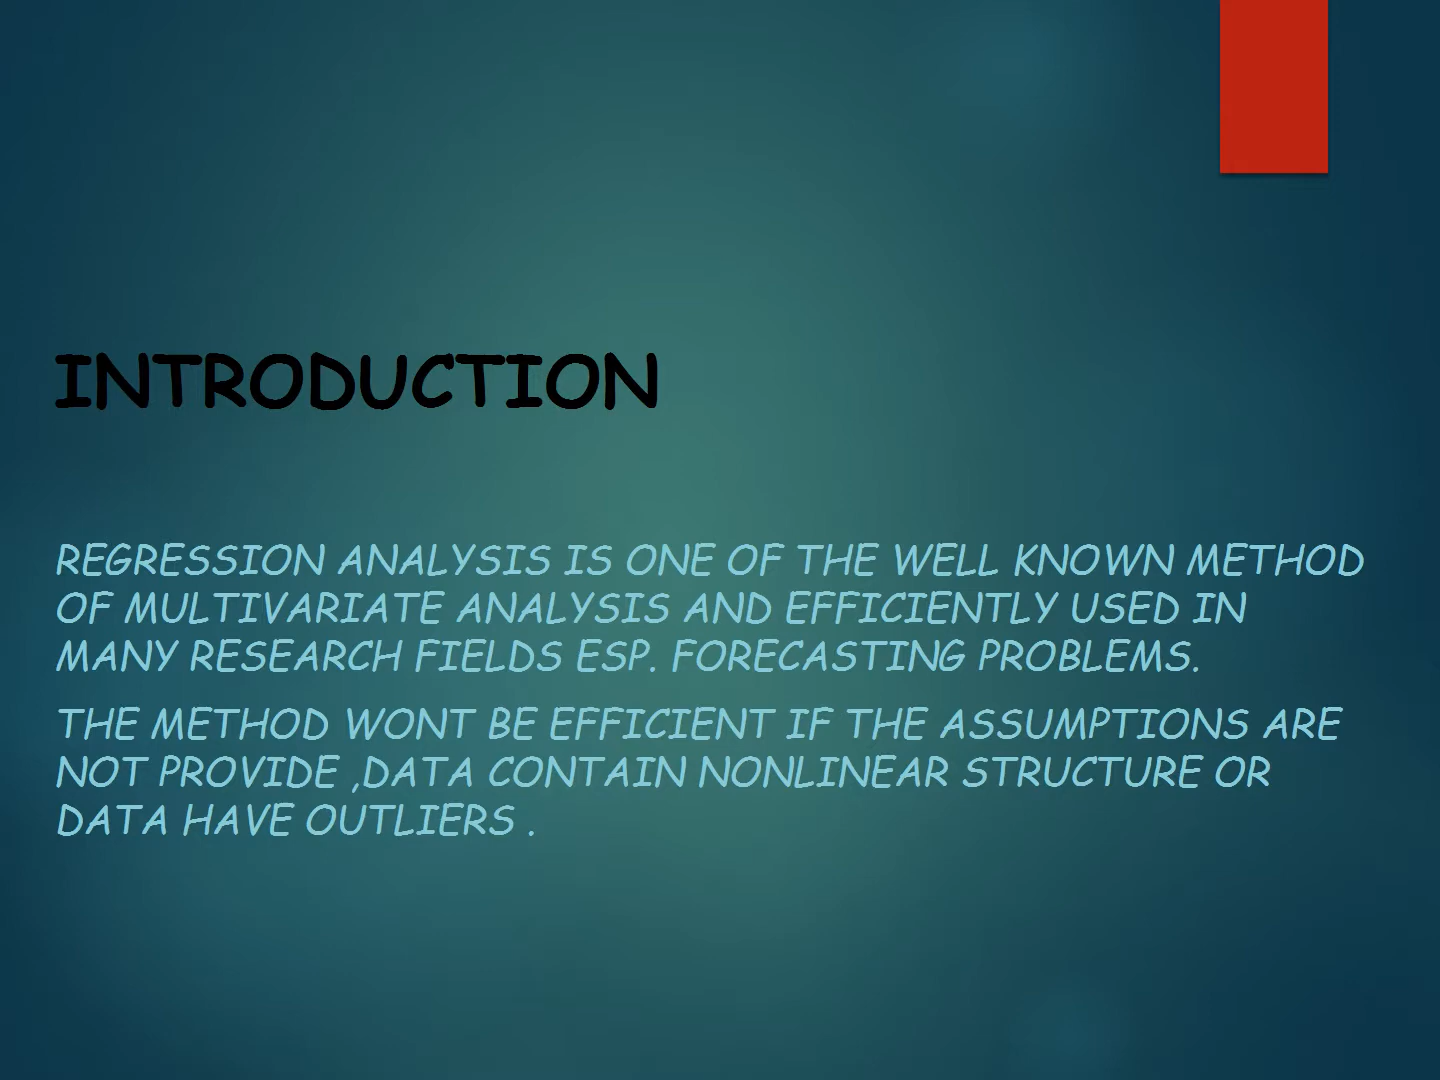 INTRODUCTION
REGRESSION ANALYSIS IS ONE OF THE WELL KNOWN METHOD
OF MULTIVARIATE ANALYSIS AND EFFICIENTLY USED IN
MANY RESEARCH FIELDS ESP. FORECASTING PROBLEMS.
THE METHOD WONT BE EFFICIENT IF THE ASSUMPTIONS ARE
NOT PROVIDE ,DATA CONTAIN NONLINEAR STRUCTURE OR
DATA HAVE OUTLIERS .